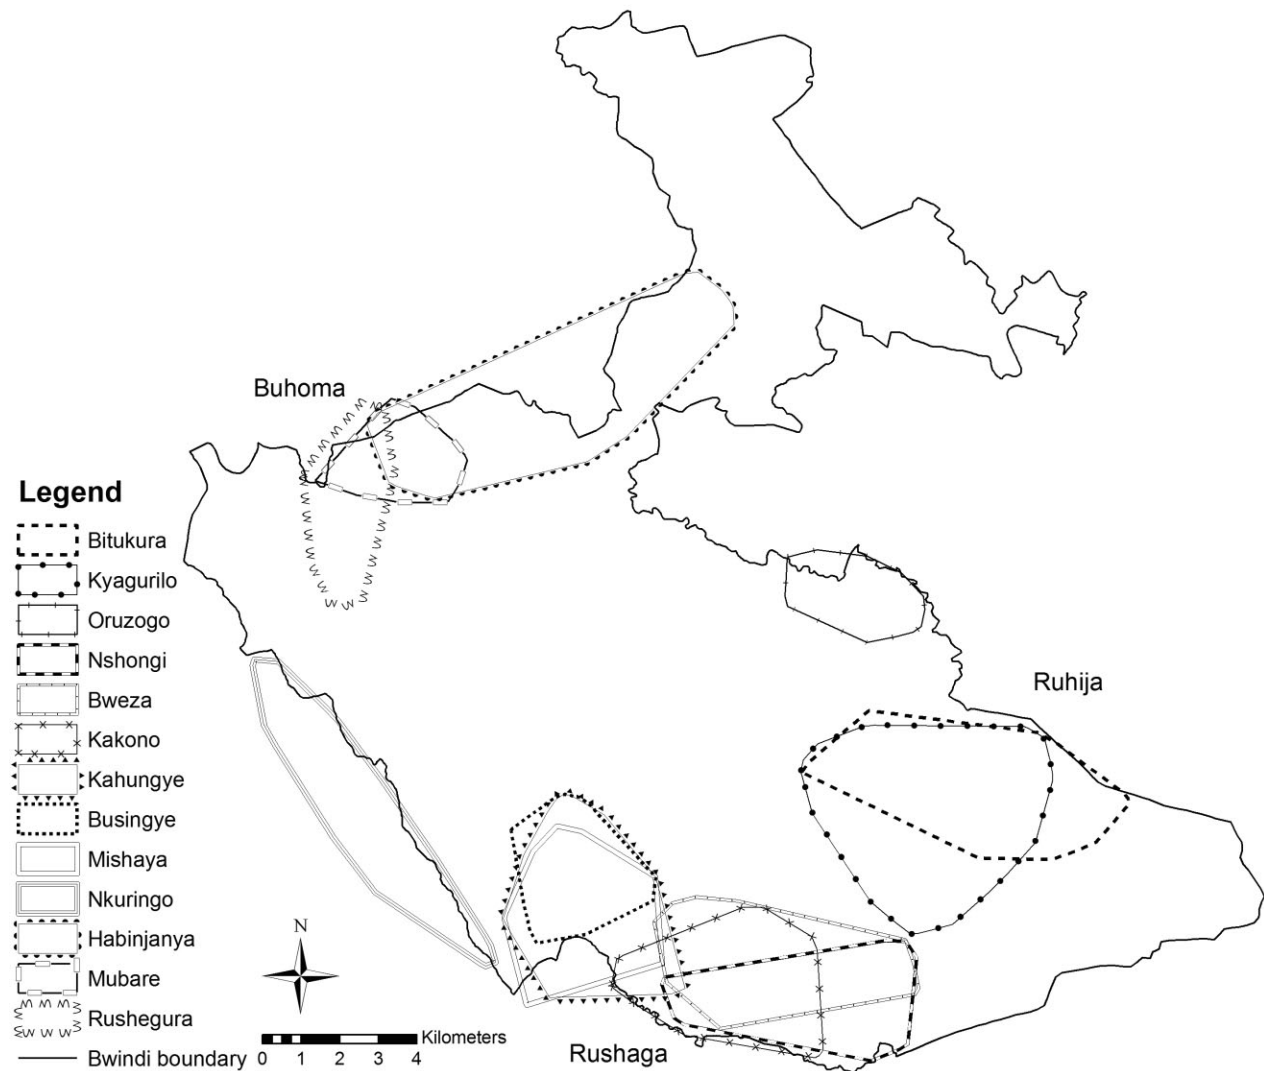 Buhoma
Legend
Bitukura
Kyagurilo
Oruzogo
Nshongi
Bweza
Kakono
Kahungye
Busingye
Mishaya
Nkuringo
Habinjanya
Mubare
Rushegura
Bwindi boundary
Ruhija
N
Kilometers
0 1 2 3 4
Rushaga